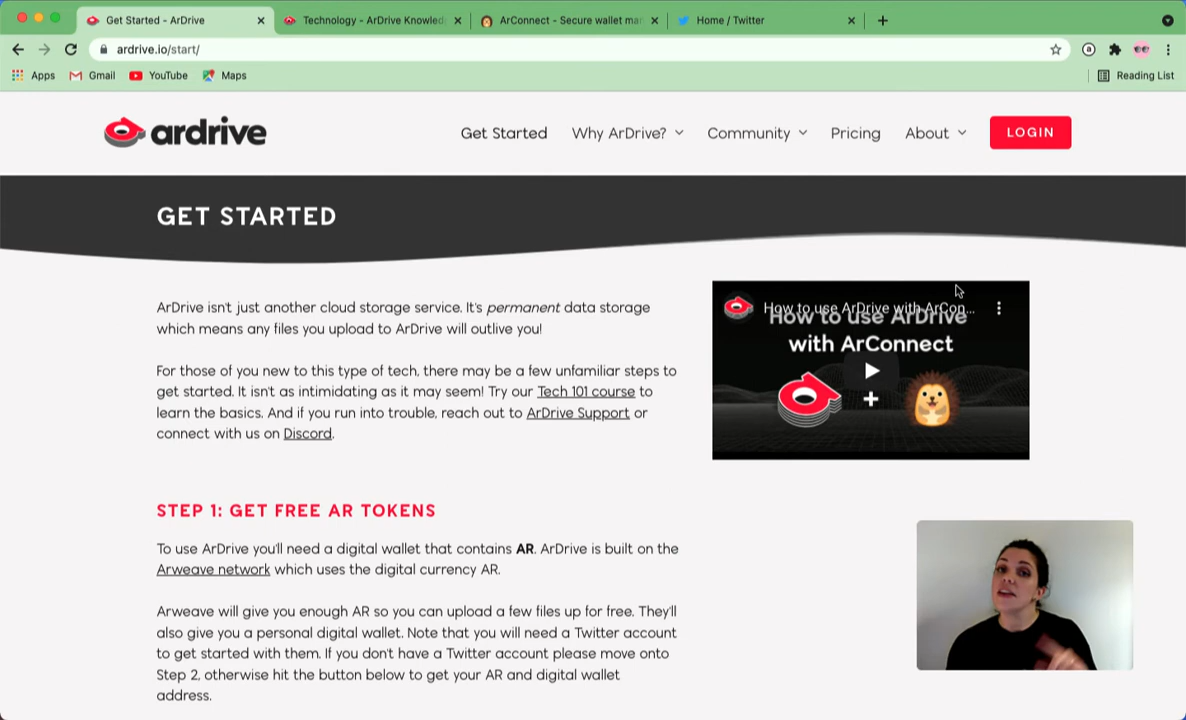 Get Started - ArDrive
Technology - ArDrive Knowled
ArConnect - Secure wallet ma
Home / Twitter
ardrive.io/start/
Apps Gmail YouTube Maps Reading List
ardrive
Get Started Why ArDrive? Community Pricing About LOGIN
GET STARTED
ArDrive isn't just another cloud storage service. It's permanent data storage
which means any files you upload to ArDrive will outlive you!
For those of you new to this type of tech, there may be a few unfamiliar steps to
get started. It isn't as intimidating as it may seem! Try our Tech 101 course to
learn the basics. And if you run into trouble, reach out to ArDrive Support or
connect with us on Discord.
How to use ArDrive with ArCon...
How to use ArDrive
with ArConnect
+
STEP 1: GET FREE AR TOKENS
To use ArDrive you'll need a digital wallet that contains AR. ArDrive is built on the
Arweave network which uses the digital currency AR.
Arweave will give you enough AR so you can upload a few files up for free. They'll
also give you a personal digital wallet. Note that you will need a Twitter account
to get started with them. If you don't have a Twitter account please move onto
Step 2, otherwise hit the button below to get your AR and digital wallet
address.